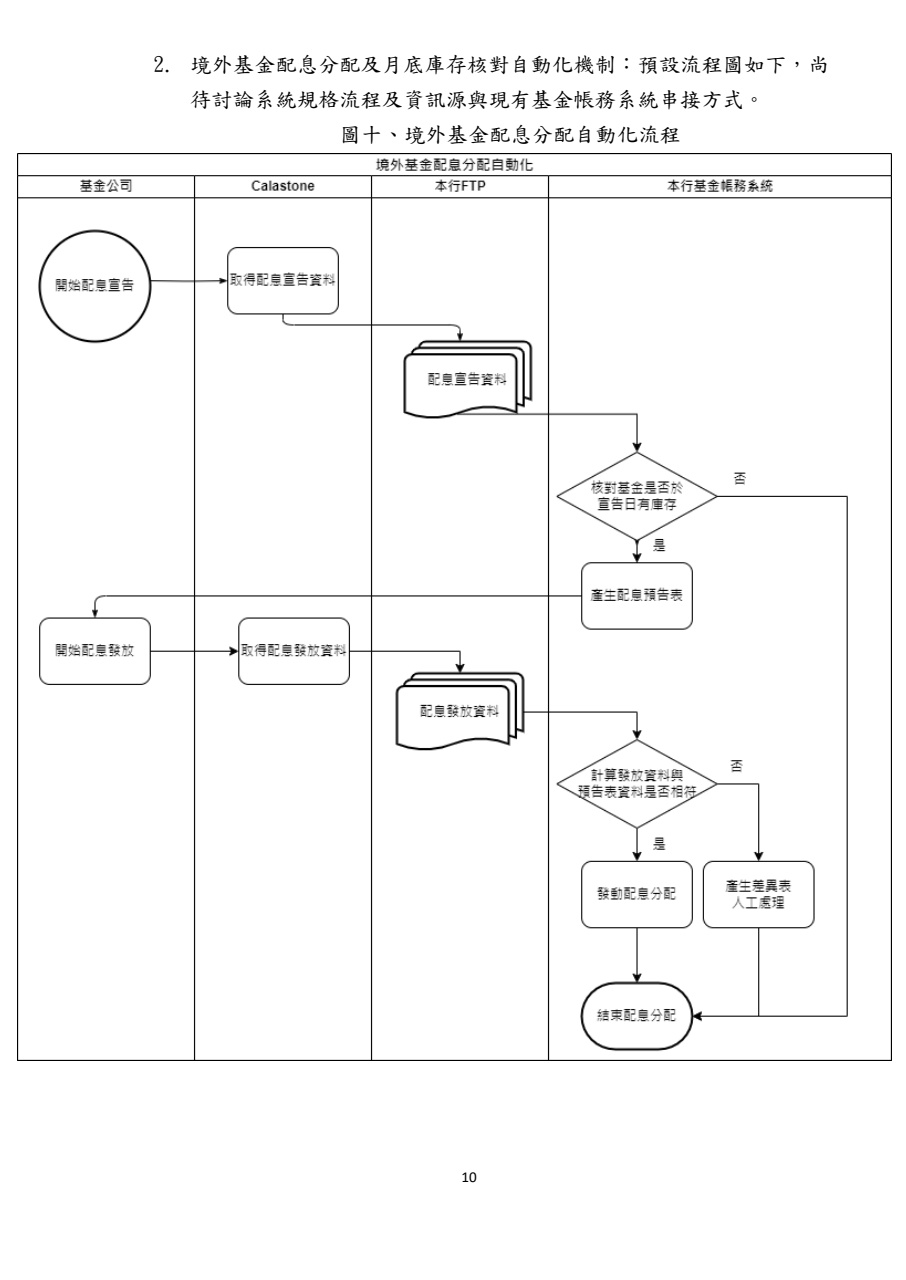 2. 境外基金配息分配及月底庫存核對自動化機制：預設流程圖如下，尚
待討論系統規格流程及資訊源與現有基金帳務系統串接方式。
圖十、境外基金配息分配自動化流程
境外基金配息分配自動化
基金公司 Calastone 本行FTP 本行基金帳務系統
開始配息宣告
取得配息宣告資料
配息宣告資料
核對基金是否於
宣告日有庫存
否
是
產生配息預告表
開始配息發放
取得配息發放資料
配息發放資料
計算發放資料與
預告表資料是否相符
否
是
發動配息分配
產生差異表
人工處理
結束配息分配
10